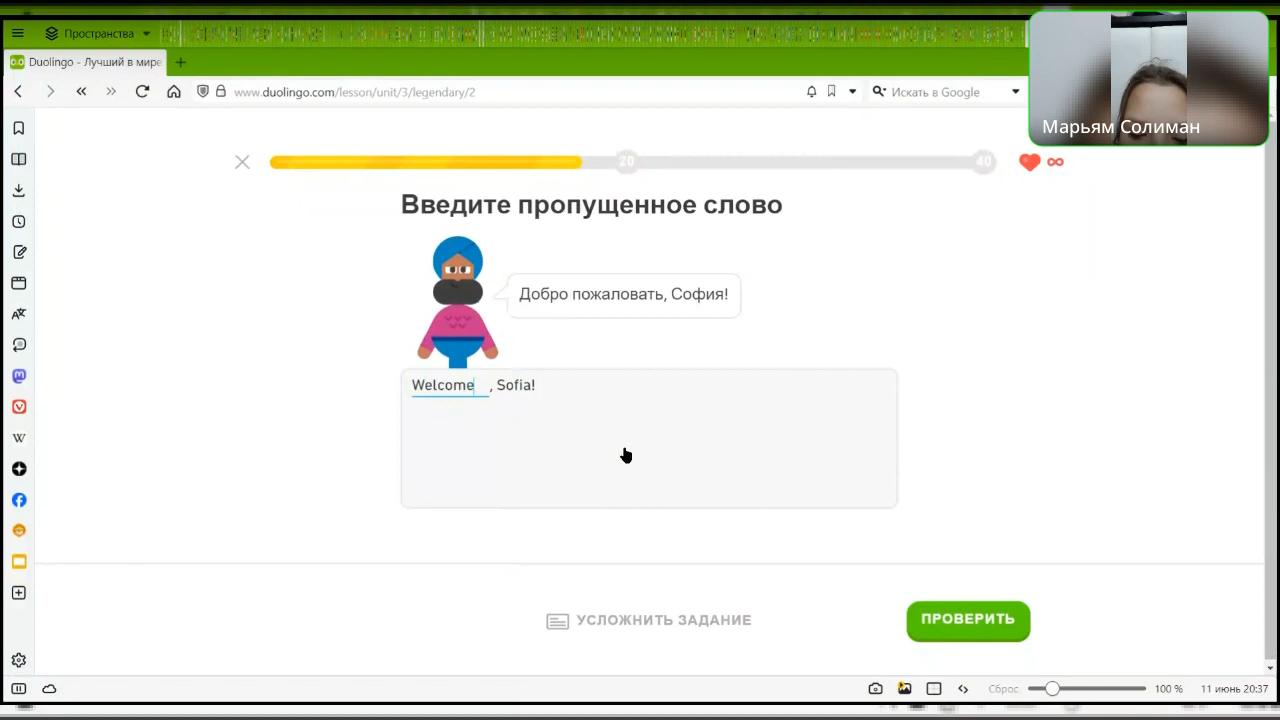 Пространства
Duolingo - Лучший в мире
www.duolingo.com/lesson/unit/3/legendary/2
Искать в Google
Марьям Солиман
20
40
Введите пропущенное слово
Добро пожаловать, София!
Welcome , Sofia!
УСЛОЖНИТЬ ЗАДАНИЕ
ПРОВЕРИТЬ
W
Сброс
100 %
11 июнь 20:37